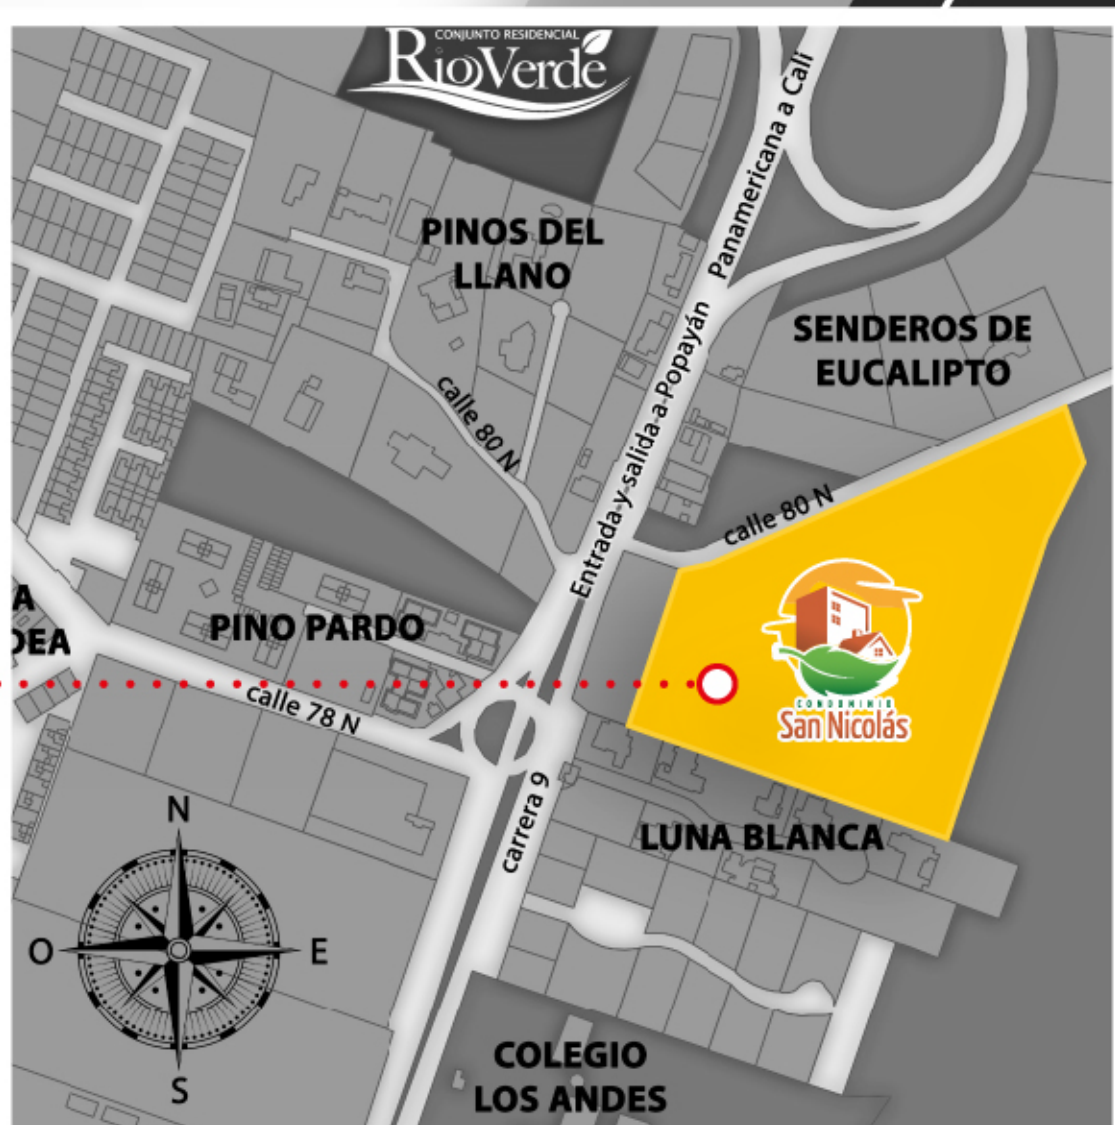 CONJUNTO RESIDENCIAL
RioVerde
Panamericana a Cali
PINOS DEL
LLANO
SENDEROS DE
EUCALIPTO
Entrada y salida a Popayán
calle 80 N
calle 80 N
A
DEA
PINO PARDO
calle 78 N
CONDOMINIO
San Nicolás
carrera 9
LUNA BLANCA
N
O
E
S
COLEGIO
LOS ANDES